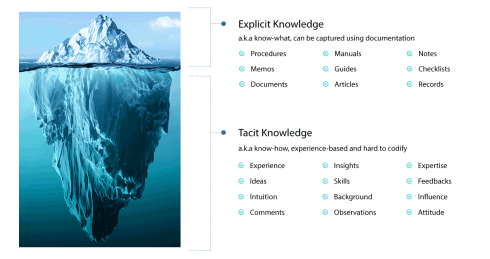 Explicit Knowledge
a.k.a know-what, can be captured using documentation
Procedures Manuals Notes
Memos Guides Checklists
Documents Articles Records
Tacit Knowledge
a.k.a know-how, experience-based and hard to codify
Experience Insights Expertise
Ideas Skills Feedbacks
Intuition Background Influence
Comments Observations Attitude